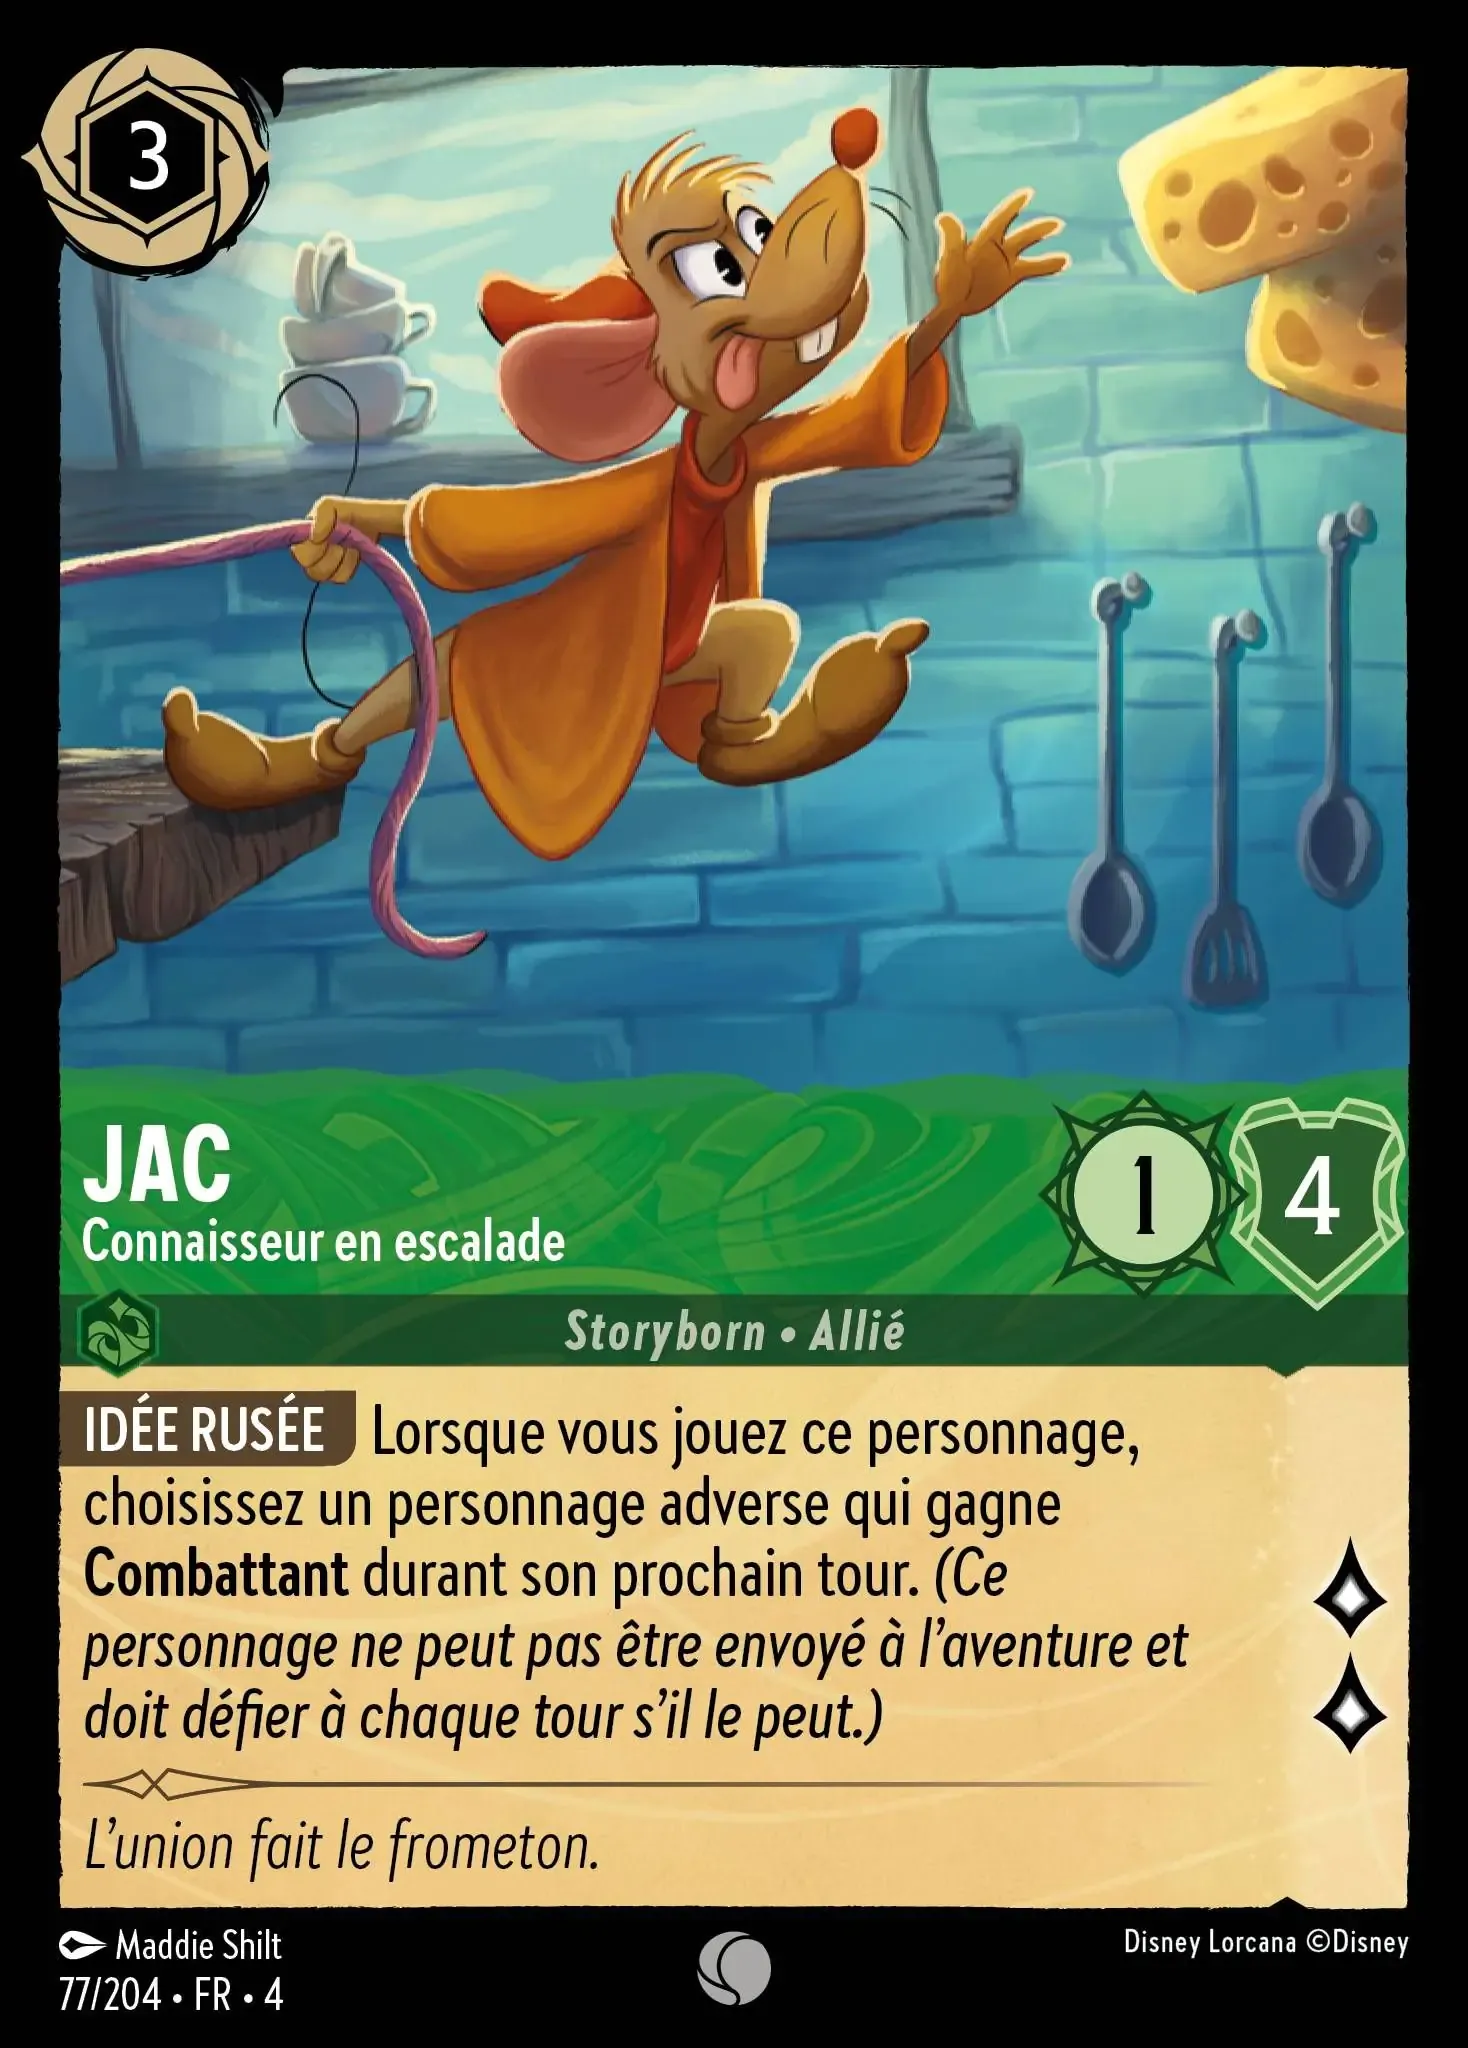 3
JAC
Connaisseur en escalade
1
4
Storyborn • Allié
IDÉE RUSÉE Lorsque vous jouez ce personnage,
choisissez un personnage adverse qui gagne
Combattant durant son prochain tour. (Ce
personnage ne peut pas être envoyé à l’aventure et
doit défier à chaque tour s’il le peut.)
L’union fait le frometon.
Maddie Shilt
Disney Lorcana ©Disney
77/204 • FR • 4